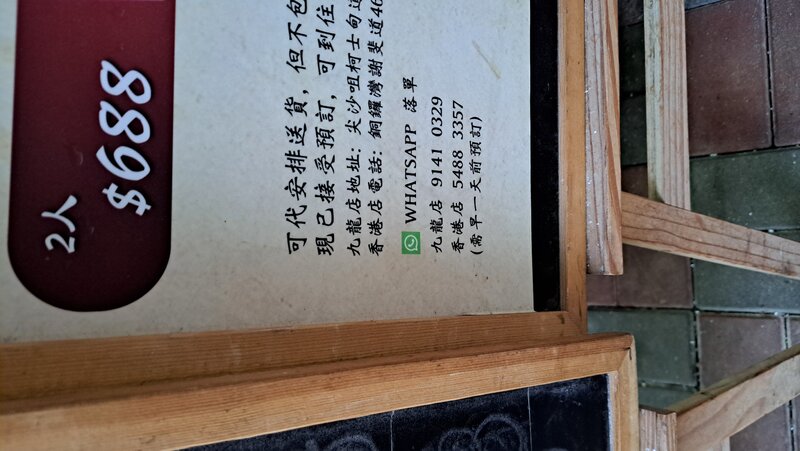 2人
$688
可代安排送貨，但不包
現已接受預訂，可到住
九龍店地址: 尖沙咀柯士甸道
香港店電話: 銅鑼灣謝斐道46
WHATSAPP 落單
九龍店 9141 0329
香港店 5488 3357
(需早一天前預訂)